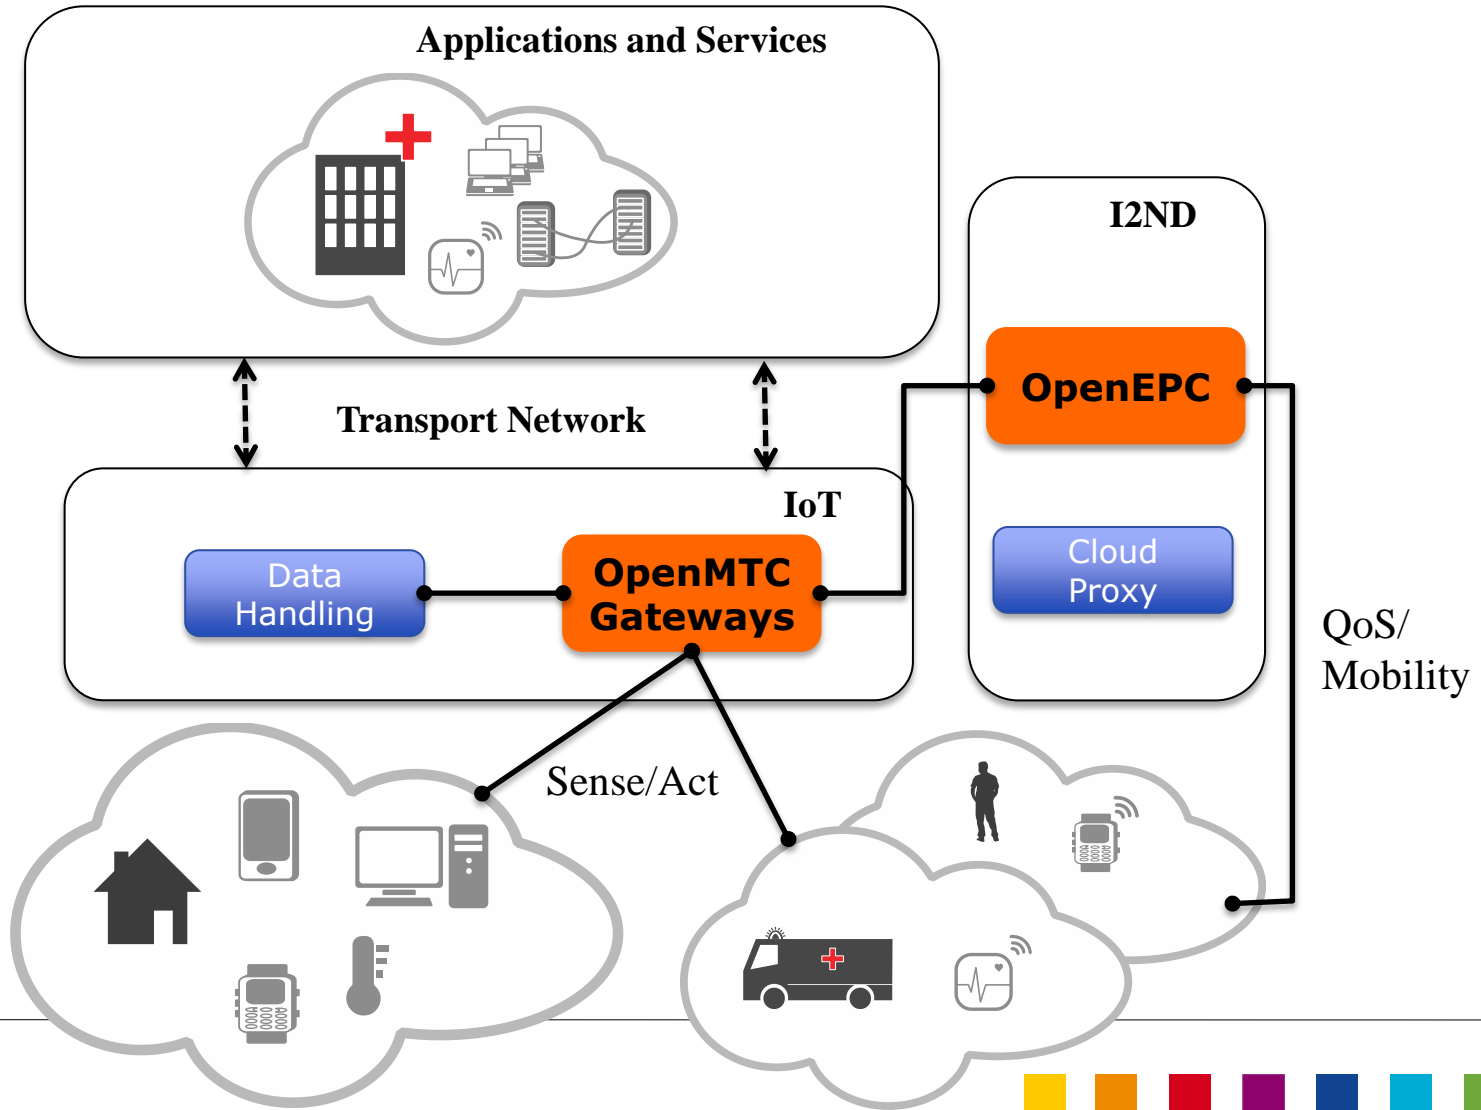 Applications and Services
I2ND
OpenEPC
Transport Network
IoT
Data
Handling
OpenMTC
Gateways
Cloud
Proxy
QoS/
Mobility
Sense/Act